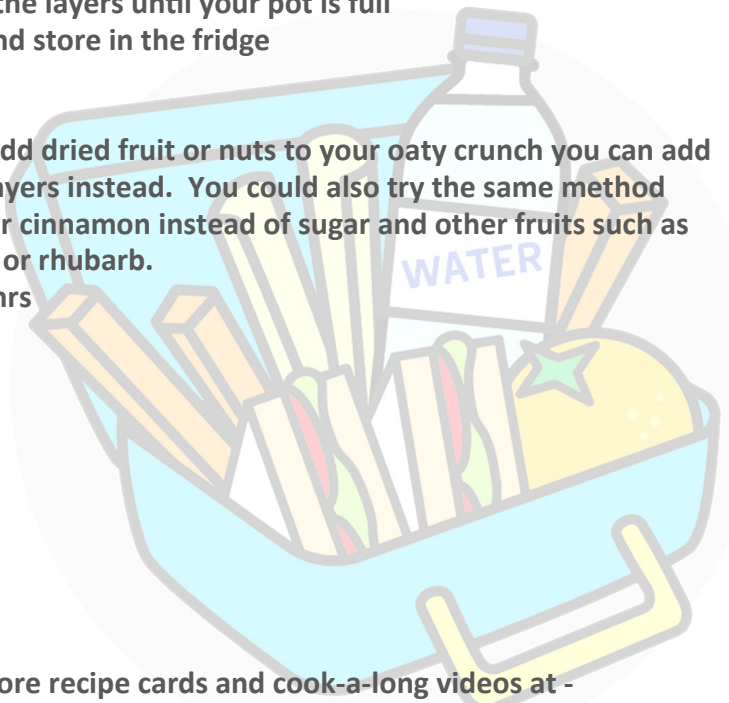 the layers until your pot is full
nd store in the fridge
dd dried fruit or nuts to your oaty crunch you can add
yers instead.  You could also try the same method
r cinnamon instead of sugar and other fruits such as
or rhubarb.
WATER
hrs
ore recipe cards and cook-a-long videos at -